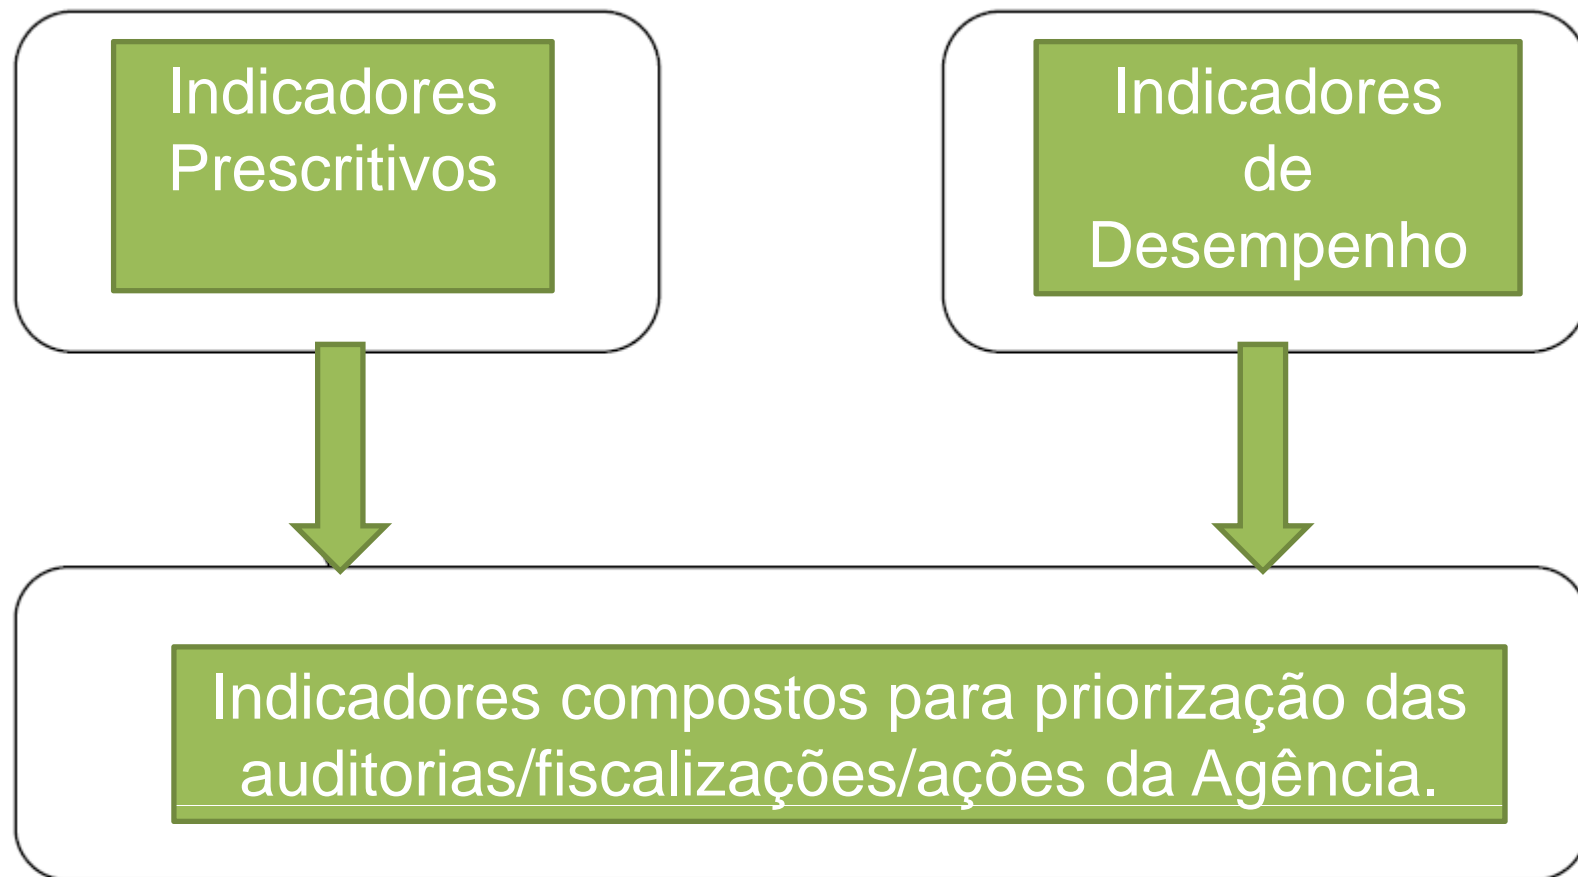 Indicadores
Prescritivos
Indicadores
de
Desempenho
Indicadores compostos para priorização das
auditorias/fiscalizações/ações da Agência.